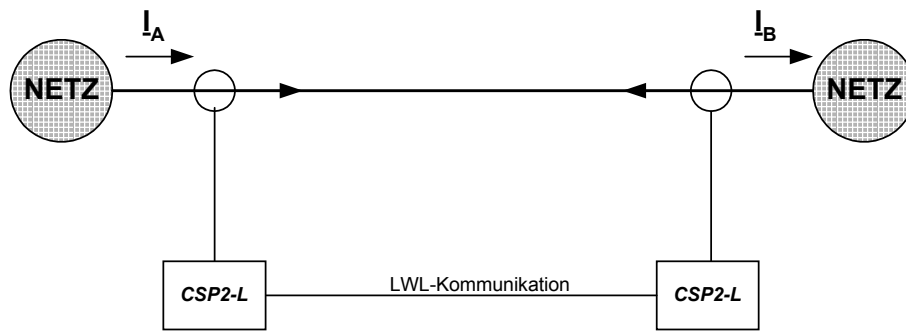 I_A
I_B
NETZ
NETZ
LWL-Kommunikation
CSP2-L
CSP2-L